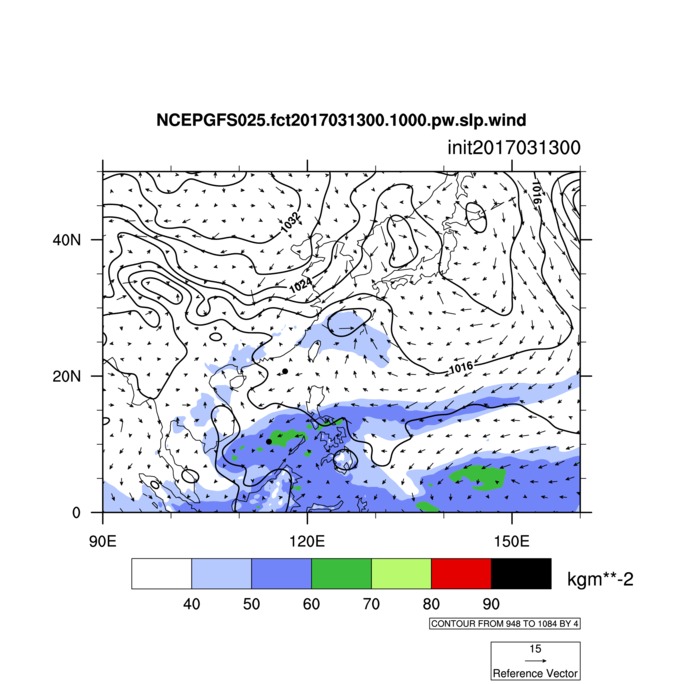 NCEPGFS025.fct2017031300.1000.pw.slp.wind
init2017031300
1016
1032
40N
1024
20N
1016
0
90E 120E 150E
kgm**-2
40 50 60 70 80 90
CONTOUR FROM 948 TO 1084 BY 4
15
Reference Vector